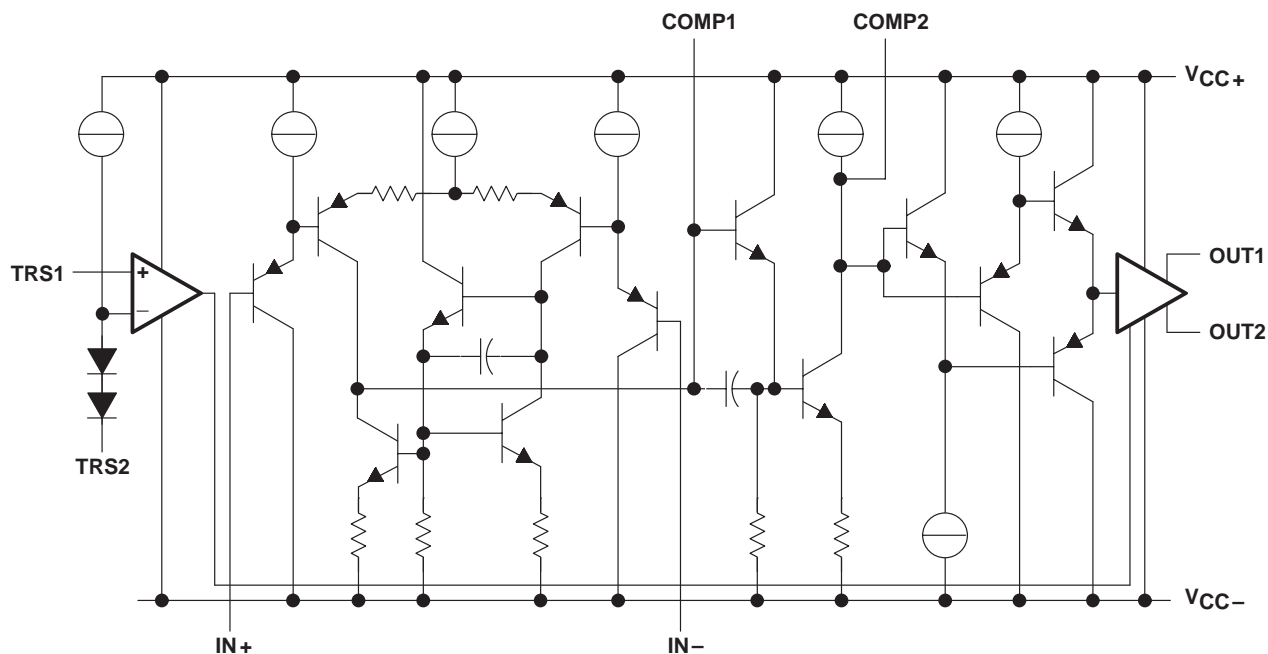 COMP1
COMP2
VCC+
TRS1
+
−
OUT1
OUT2
TRS2
VCC−
IN+
IN−